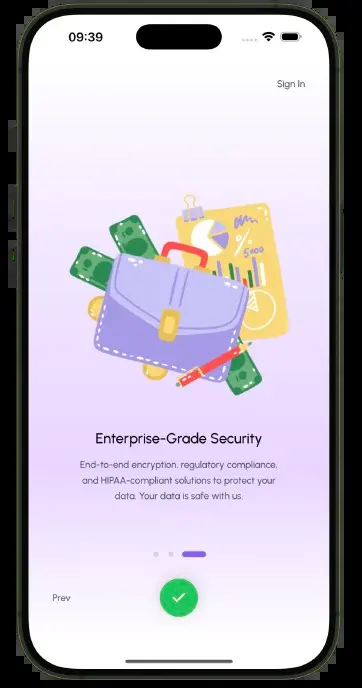 09:39
Sign In
5000
%
Enterprise-Grade Security
End-to-end encryption, regulatory compliance,
and HIPAA-compliant solutions to protect your
data. Your data is safe with us.
Prev